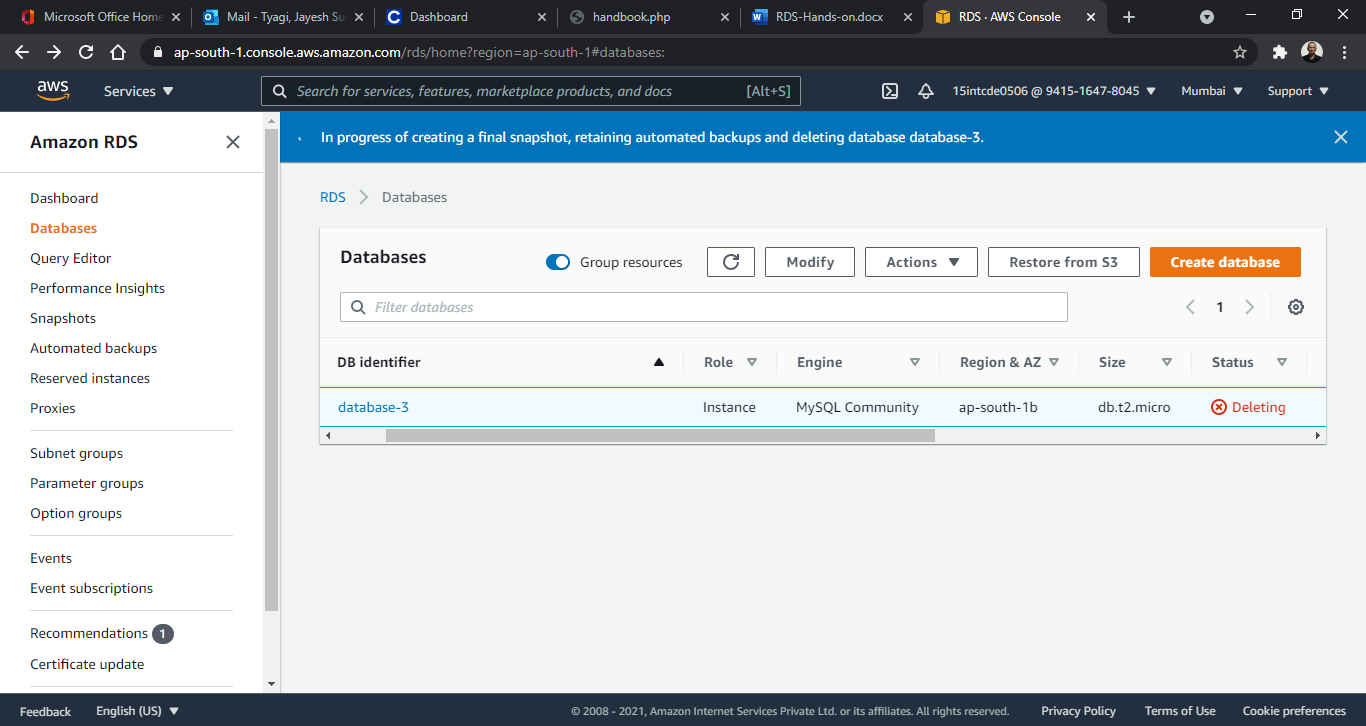 Microsoft Office Home
Mail - Tyagi, Jayesh Su
Dashboard
handbook.php
RDS-Hands-on.docx
RDS · AWS Console
ap-south-1.console.aws.amazon.com/rds/home?region=ap-south-1#databases:
aws
Services
Search for services, features, marketplace products, and docs [Alt+S]
15intcde0506 @ 9415-1647-8045
Mumbai
Support
Amazon RDS
Dashboard
Databases
Query Editor
Performance Insights
Snapshots
Automated backups
Reserved instances
Proxies
Subnet groups
Parameter groups
Option groups
Events
Event subscriptions
Recommendations 1
Certificate update
In progress of creating a final snapshot, retaining automated backups and deleting database database-3.
RDS > Databases
Databases
Group resources
Modify
Actions
Restore from S3
Create database
Filter databases
1
DB identifier Role Engine Region & AZ Size Status
database-3 Instance MySQL Community ap-south-1b db.t2.micro Deleting
Feedback
English (US)
© 2008 - 2021, Amazon Internet Services Private Ltd. or its affiliates. All rights reserved.
Privacy Policy
Terms of Use
Cookie preferences